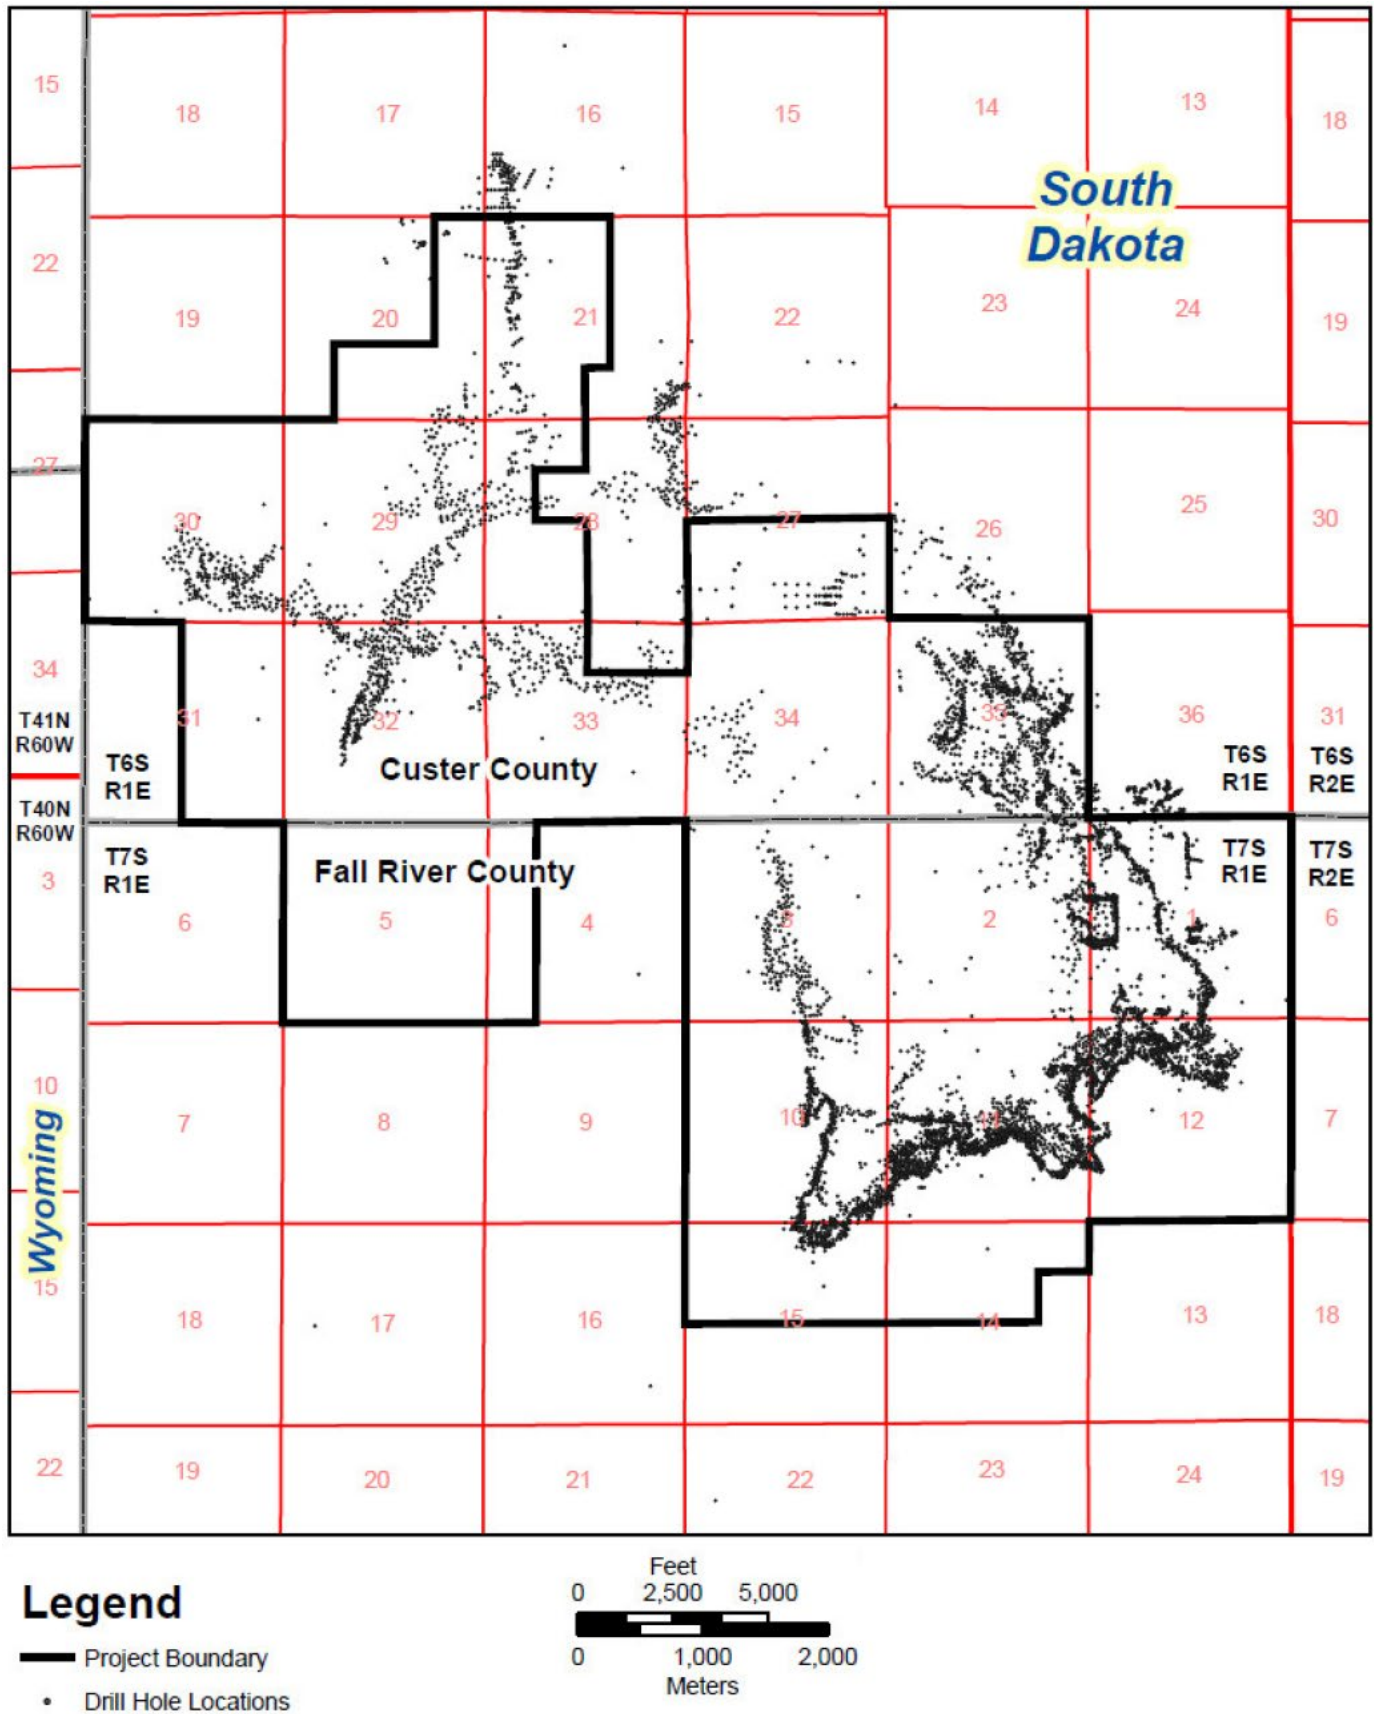 15
18
17
16
15
14
13
18
South
Dakota
22
19
20
21
22
23
24
19
27
30
29
28
27
26
25
30
34
31
32
33
34
35
36
31
T41N
R60W
T6S
R1E
Custer County
T6S
R1E
T6S
R2E
T40N
R60W
T7S
R1E
Fall River County
T7S
R1E
T7S
R2E
3
6
5
4
3
2
1
6
10
7
8
9
10
11
12
7
Wyoming
15
18
17
16
15
14
13
18
22
19
20
21
22
23
24
19
Legend
Project Boundary
Drill Hole Locations
Feet
0 2,500 5,000
0 1,000 2,000
Meters